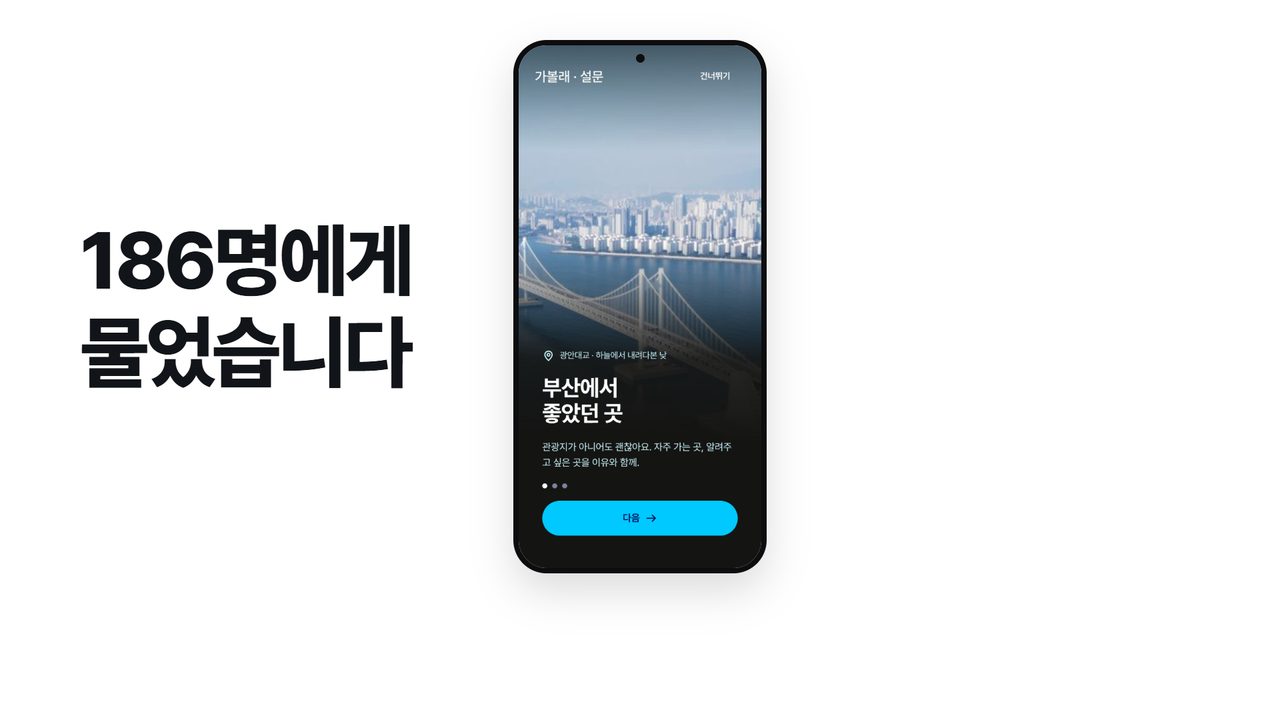 186명에게
물었습니다
가볼래 · 설문
건너뛰기
광안대교 · 하늘에서 내려다본 낮
부산에서
좋았던 곳
관광지가 아니어도 괜찮아요. 자주 가는 곳, 알려주
고 싶은 곳을 이유와 함께.
다음 →